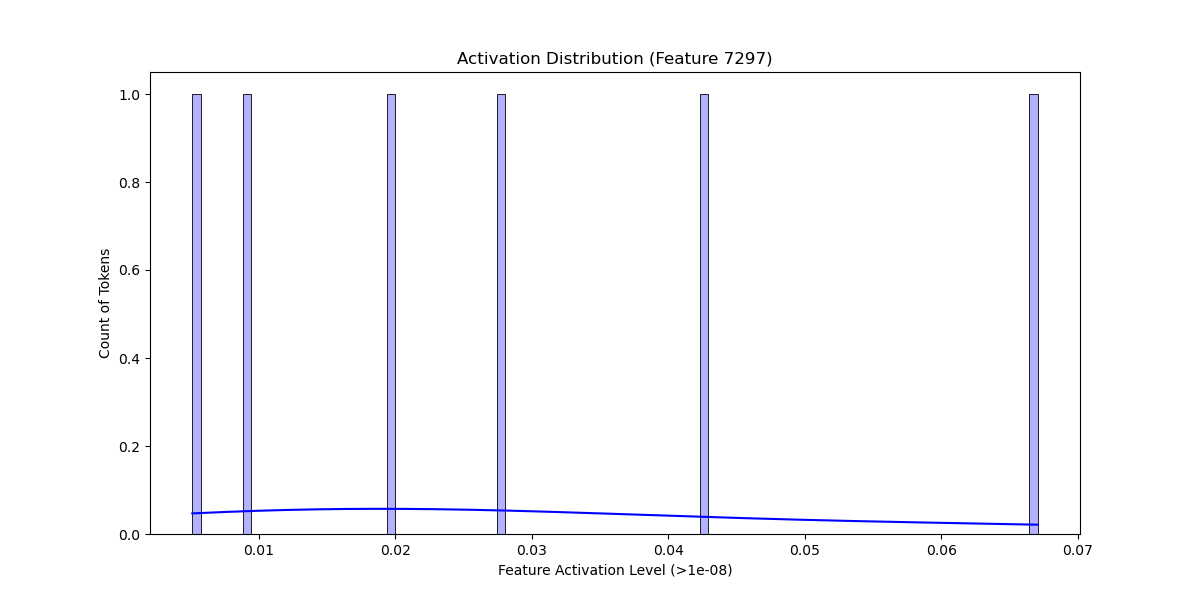 Activation Distribution (Feature 7297)
1.0
0.8
0.6
0.4
0.2
0.0
Count of Tokens
0.01 0.02 0.03 0.04 0.05 0.06 0.07
Feature Activation Level (>1e-08)